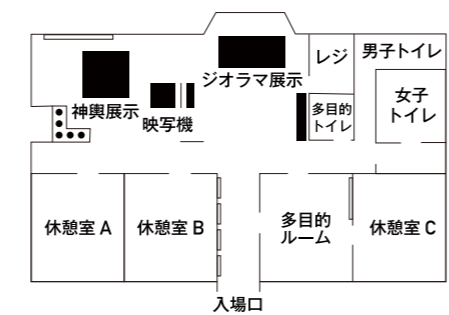 レジ
男子トイレ
ジオラマ展示
女子
トイレ
神輿展示
映写機
多目的
トイレ
休憩室 A
休憩室 B
多目的
ルーム
休憩室 C
入場口